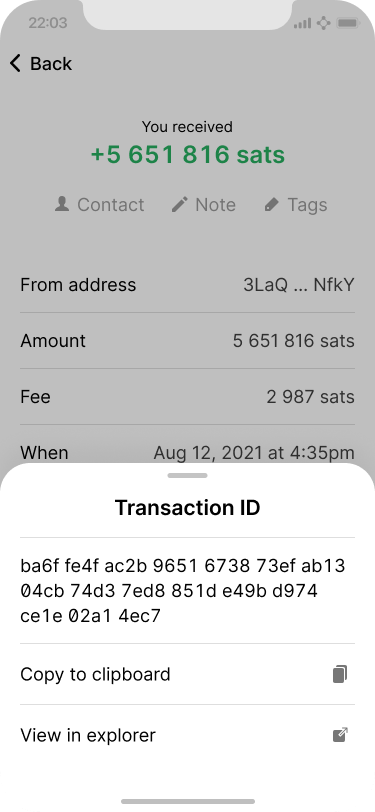 22:03
Back
You received
+5 651 816 sats
Contact Note Tags
From address 3LaQ ... NfkY
Amount 5 651 816 sats
Fee 2 987 sats
When Aug 12, 2021 at 4:35pm
Transaction ID
ba6f fe4f ac2b 9651 6738 73ef ab13
04cb 74d3 7ed8 851d e49b d974
ce1e 02a1 4ec7
Copy to clipboard
View in explorer